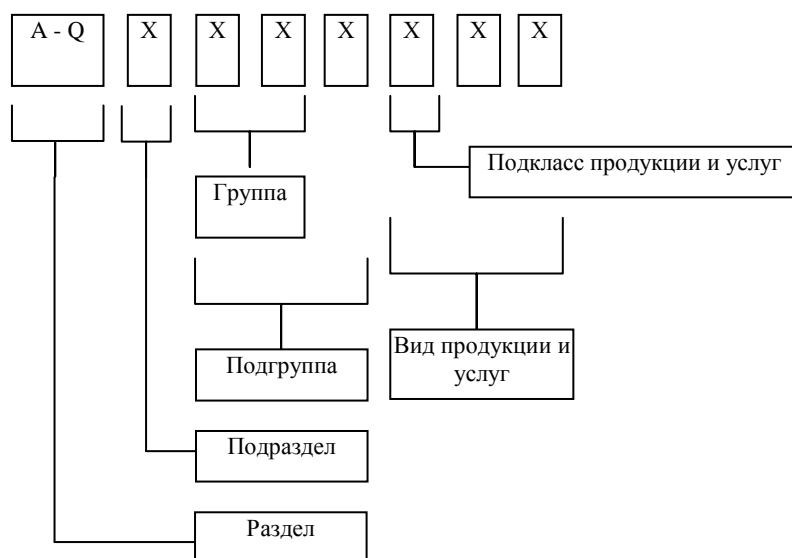 A - Q X X X X X X X
Подкласс продукции и услуг
Группа
Вид продукции и
услуг
Подгруппа
Подраздел
Раздел